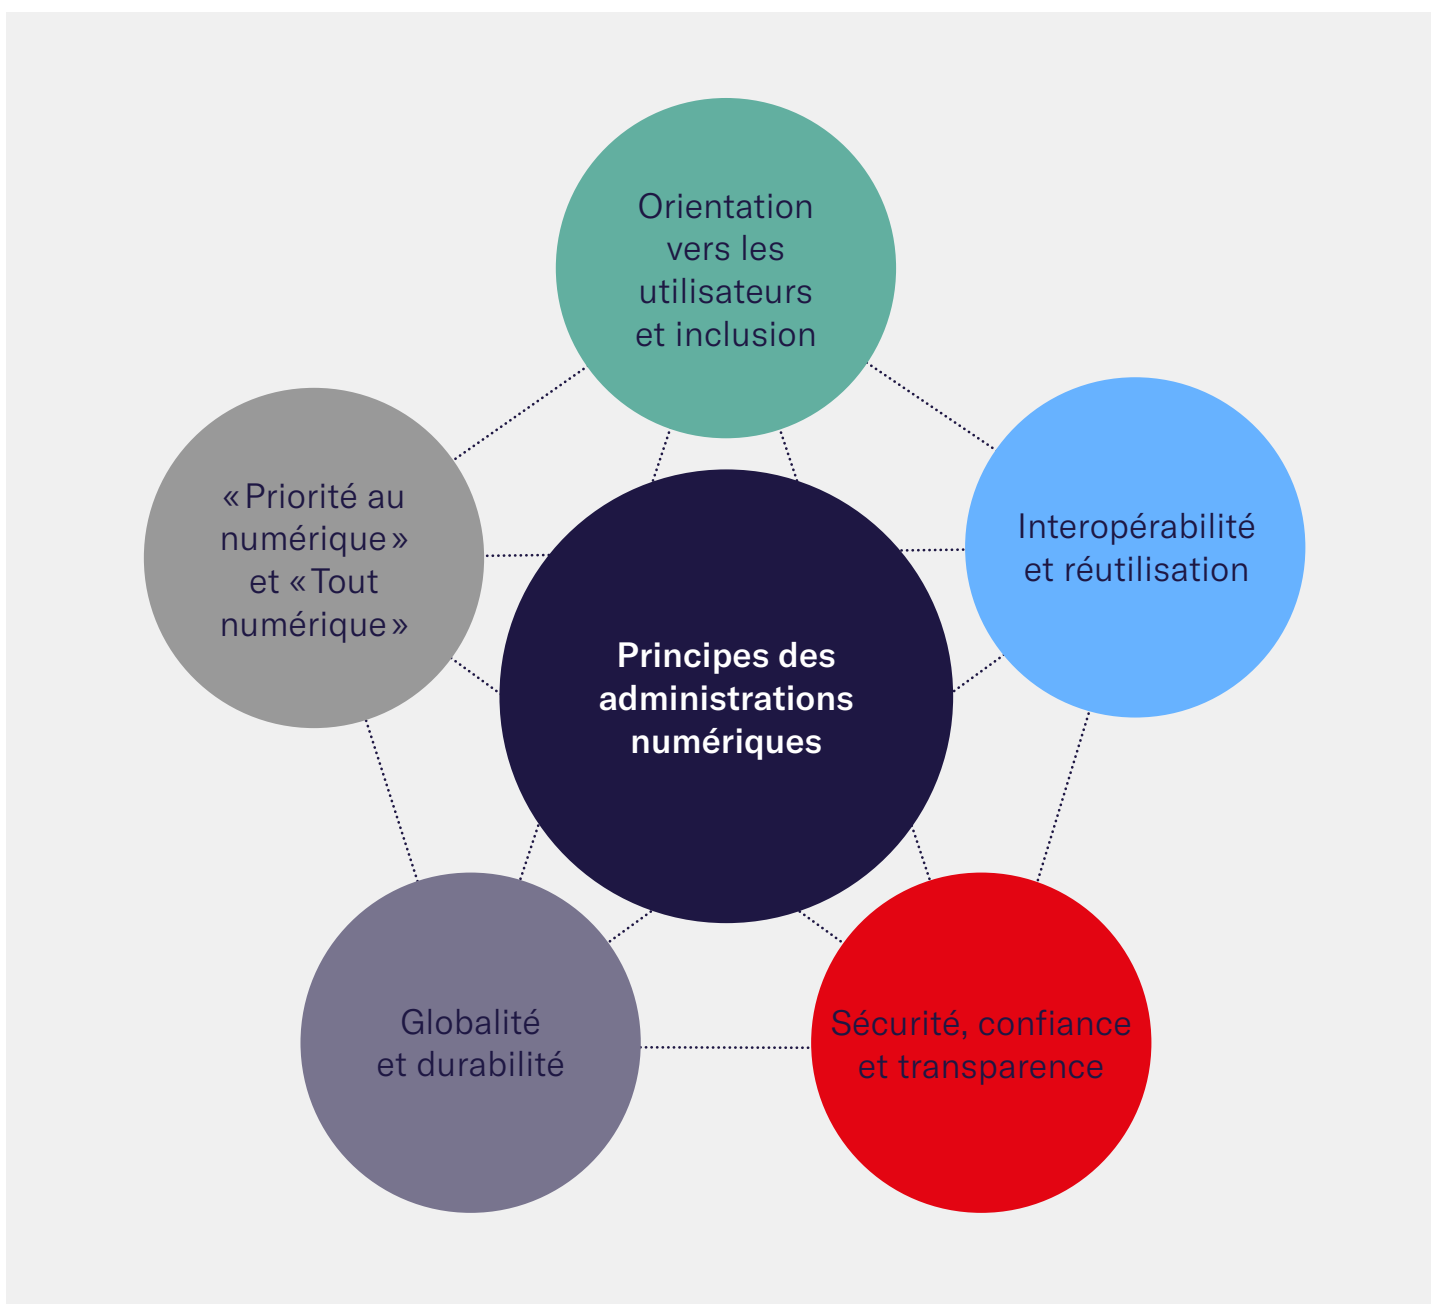 Orientation
vers les
utilisateurs
et inclusion
«Priorité au
numérique»
et «Tout
numérique»
Interopérabilité
et réutilisation
Principes des
administrations
numériques
Globalité
et durabilité
Sécurité, confiance
et transparence